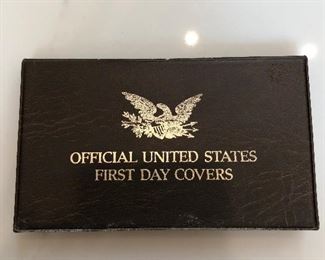 OFFICIAL UNITED STATES
FIRST DAY COVERS